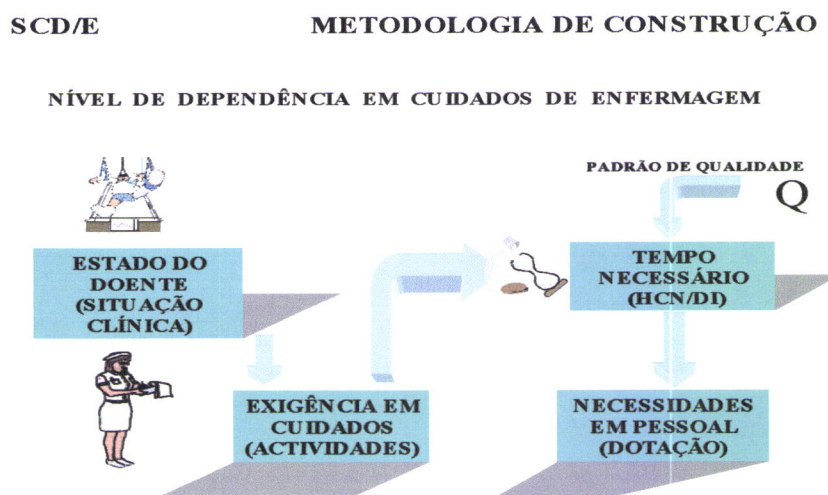 SCD/E METODOLOGIA DE CONSTRUÇÃO
NÍVEL DE DEPENDÊNCIA EM CUIDADOS DE ENFERMAGEM
PADRÃO DE QUALIDADE
Q
ESTADO DO
DOENTE
(SITUAÇÃO
CLÍNICA)
EXIGÊNCIA EM
CUIDADOS
(ACTIVIDADES)
TEMPO
NECESSÁRIO
(HCN/DI)
NECESSIDADES
EM PESSOAL
(DOTAÇÃO)